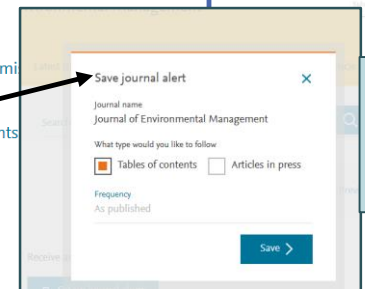 Save journal alert
Journal name
Journal of Environmental Management
What type would you like to follow
Tables of contents Articles in press
Frequency
As published
Save